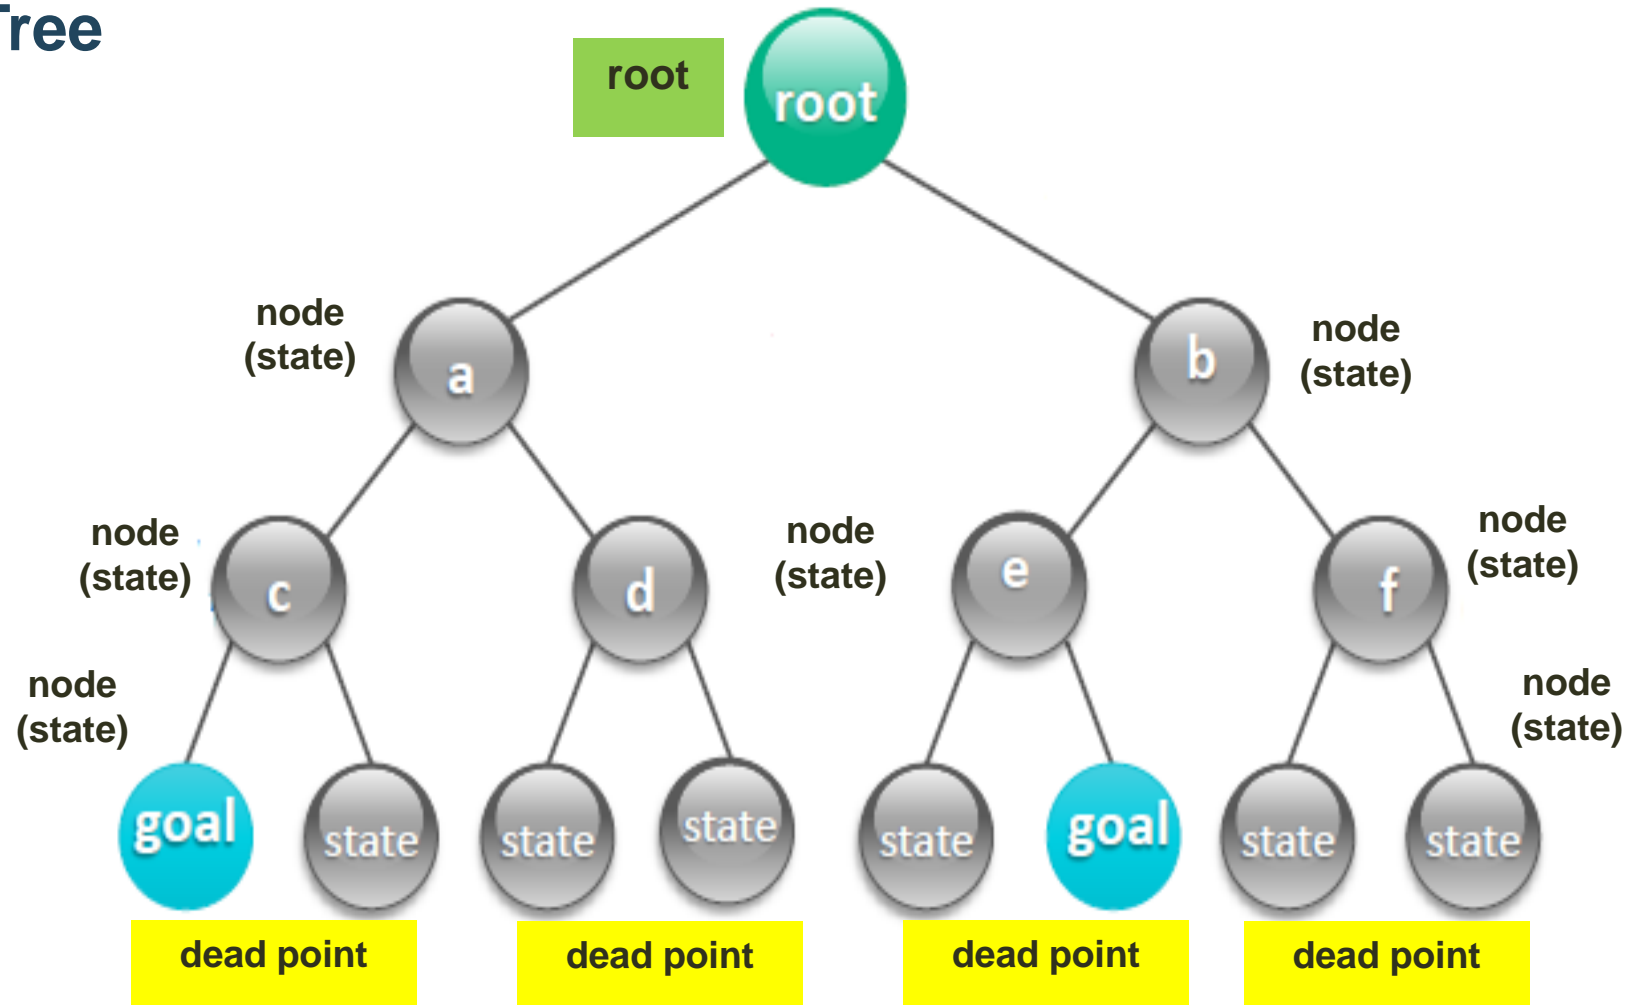 Tree
root
root
node
(state)
a
b
node
(state)
node
(state)
c
d
node
(state)
e
f
node
(state)
node
(state)
node
(state)
goal
state
state
state
state
goal
state
state
dead point
dead point
dead point
dead point